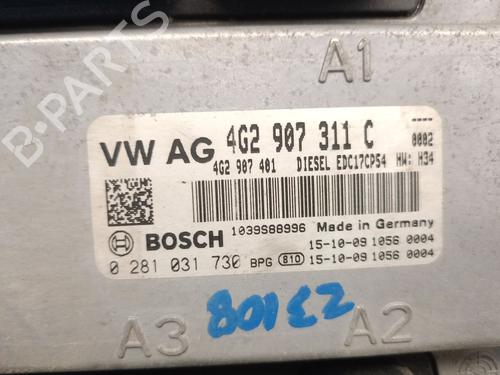 A1
VW AG 4G2 907 311 C ----
0002
4G2 907 401 DIESEL EDC17CP54 HW: H34
1039S88996 Made in Germany
BOSCH 15-10-09 1056 0004
0 281 031 730 BPG 810 15-10-09 1056 0004
A3 A2
B-PARTS